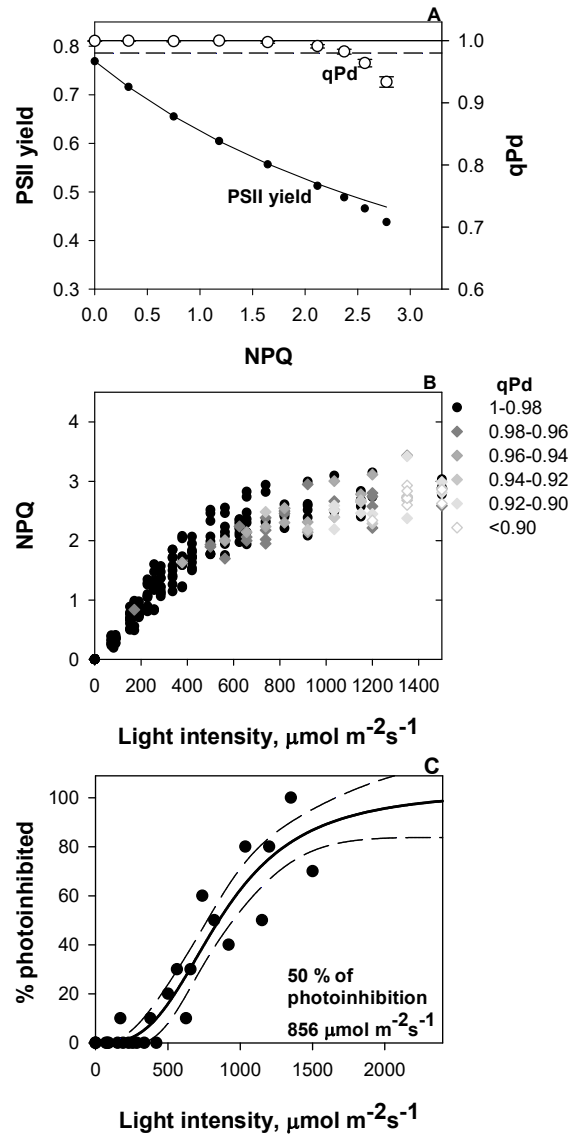 A
0.8
0.7
0.6
0.5
0.4
0.3
PSII yield
qPd
PSII yield
1.0
0.9
0.8
0.7
0.6
qPd
0.0 0.5 1.0 1.5 2.0 2.5 3.0
NPQ
B
4
3
2
1
0
NPQ
qPd
1-0.98
0.98-0.96
0.96-0.94
0.94-0.92
0.92-0.90
<0.90
0 200 400 600 800 1000 1200 1400
Light intensity, μmol m⁻²s⁻¹
C
100
80
60
40
20
0
% photoinhibited
50 % of
photoinhibition
856 μmol m⁻²s⁻¹
0 500 1000 1500 2000
Light intensity, μmol m⁻²s⁻¹